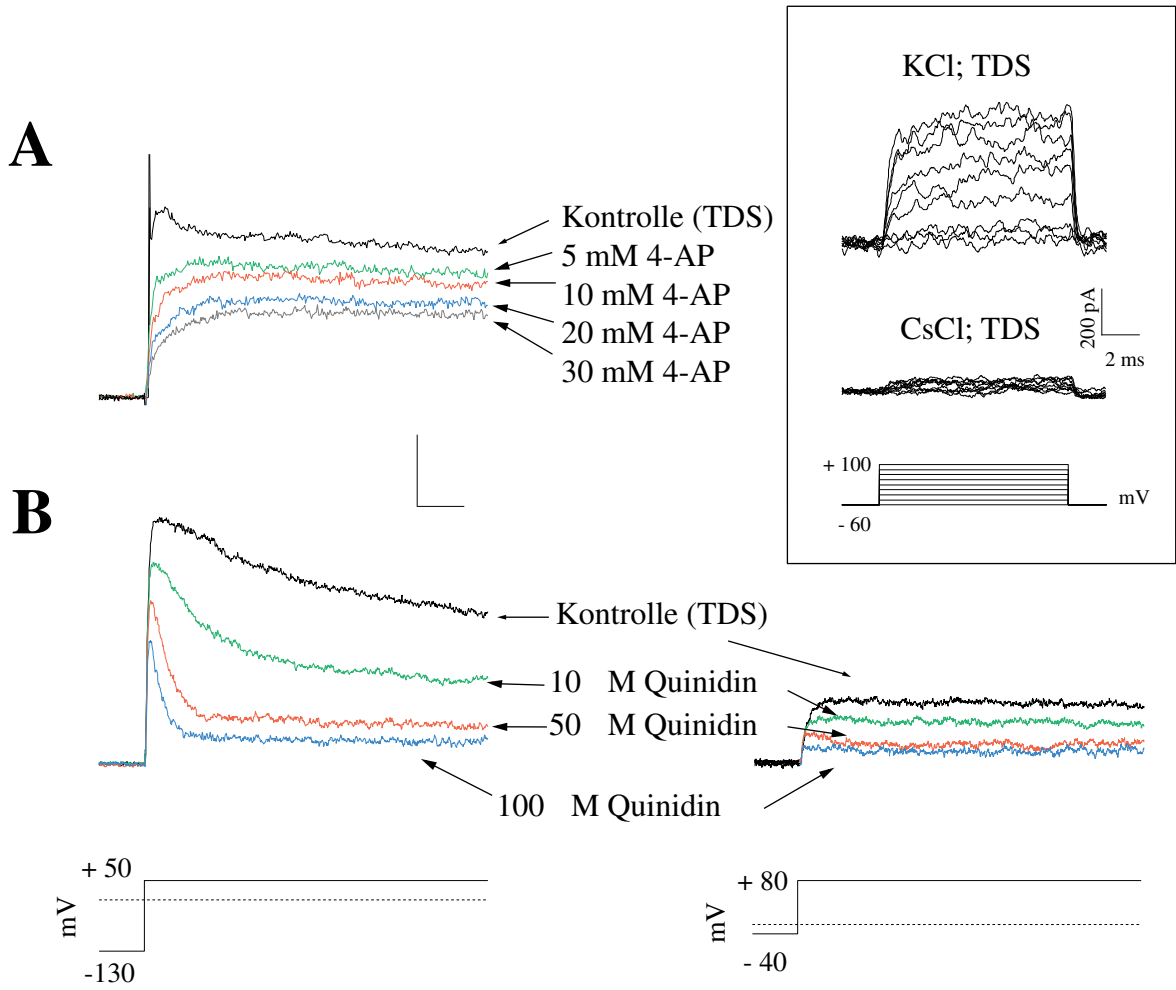 A
Kontrolle (TDS)
5 mM 4-AP
10 mM 4-AP
20 mM 4-AP
30 mM 4-AP
KCl; TDS
200 pA
2 ms
CsCl; TDS
+ 100
mV
- 60
B
Kontrolle (TDS)
10 M Quinidin
50 M Quinidin
100 M Quinidin
+ 50
mV
-130
+ 80
mV
- 40